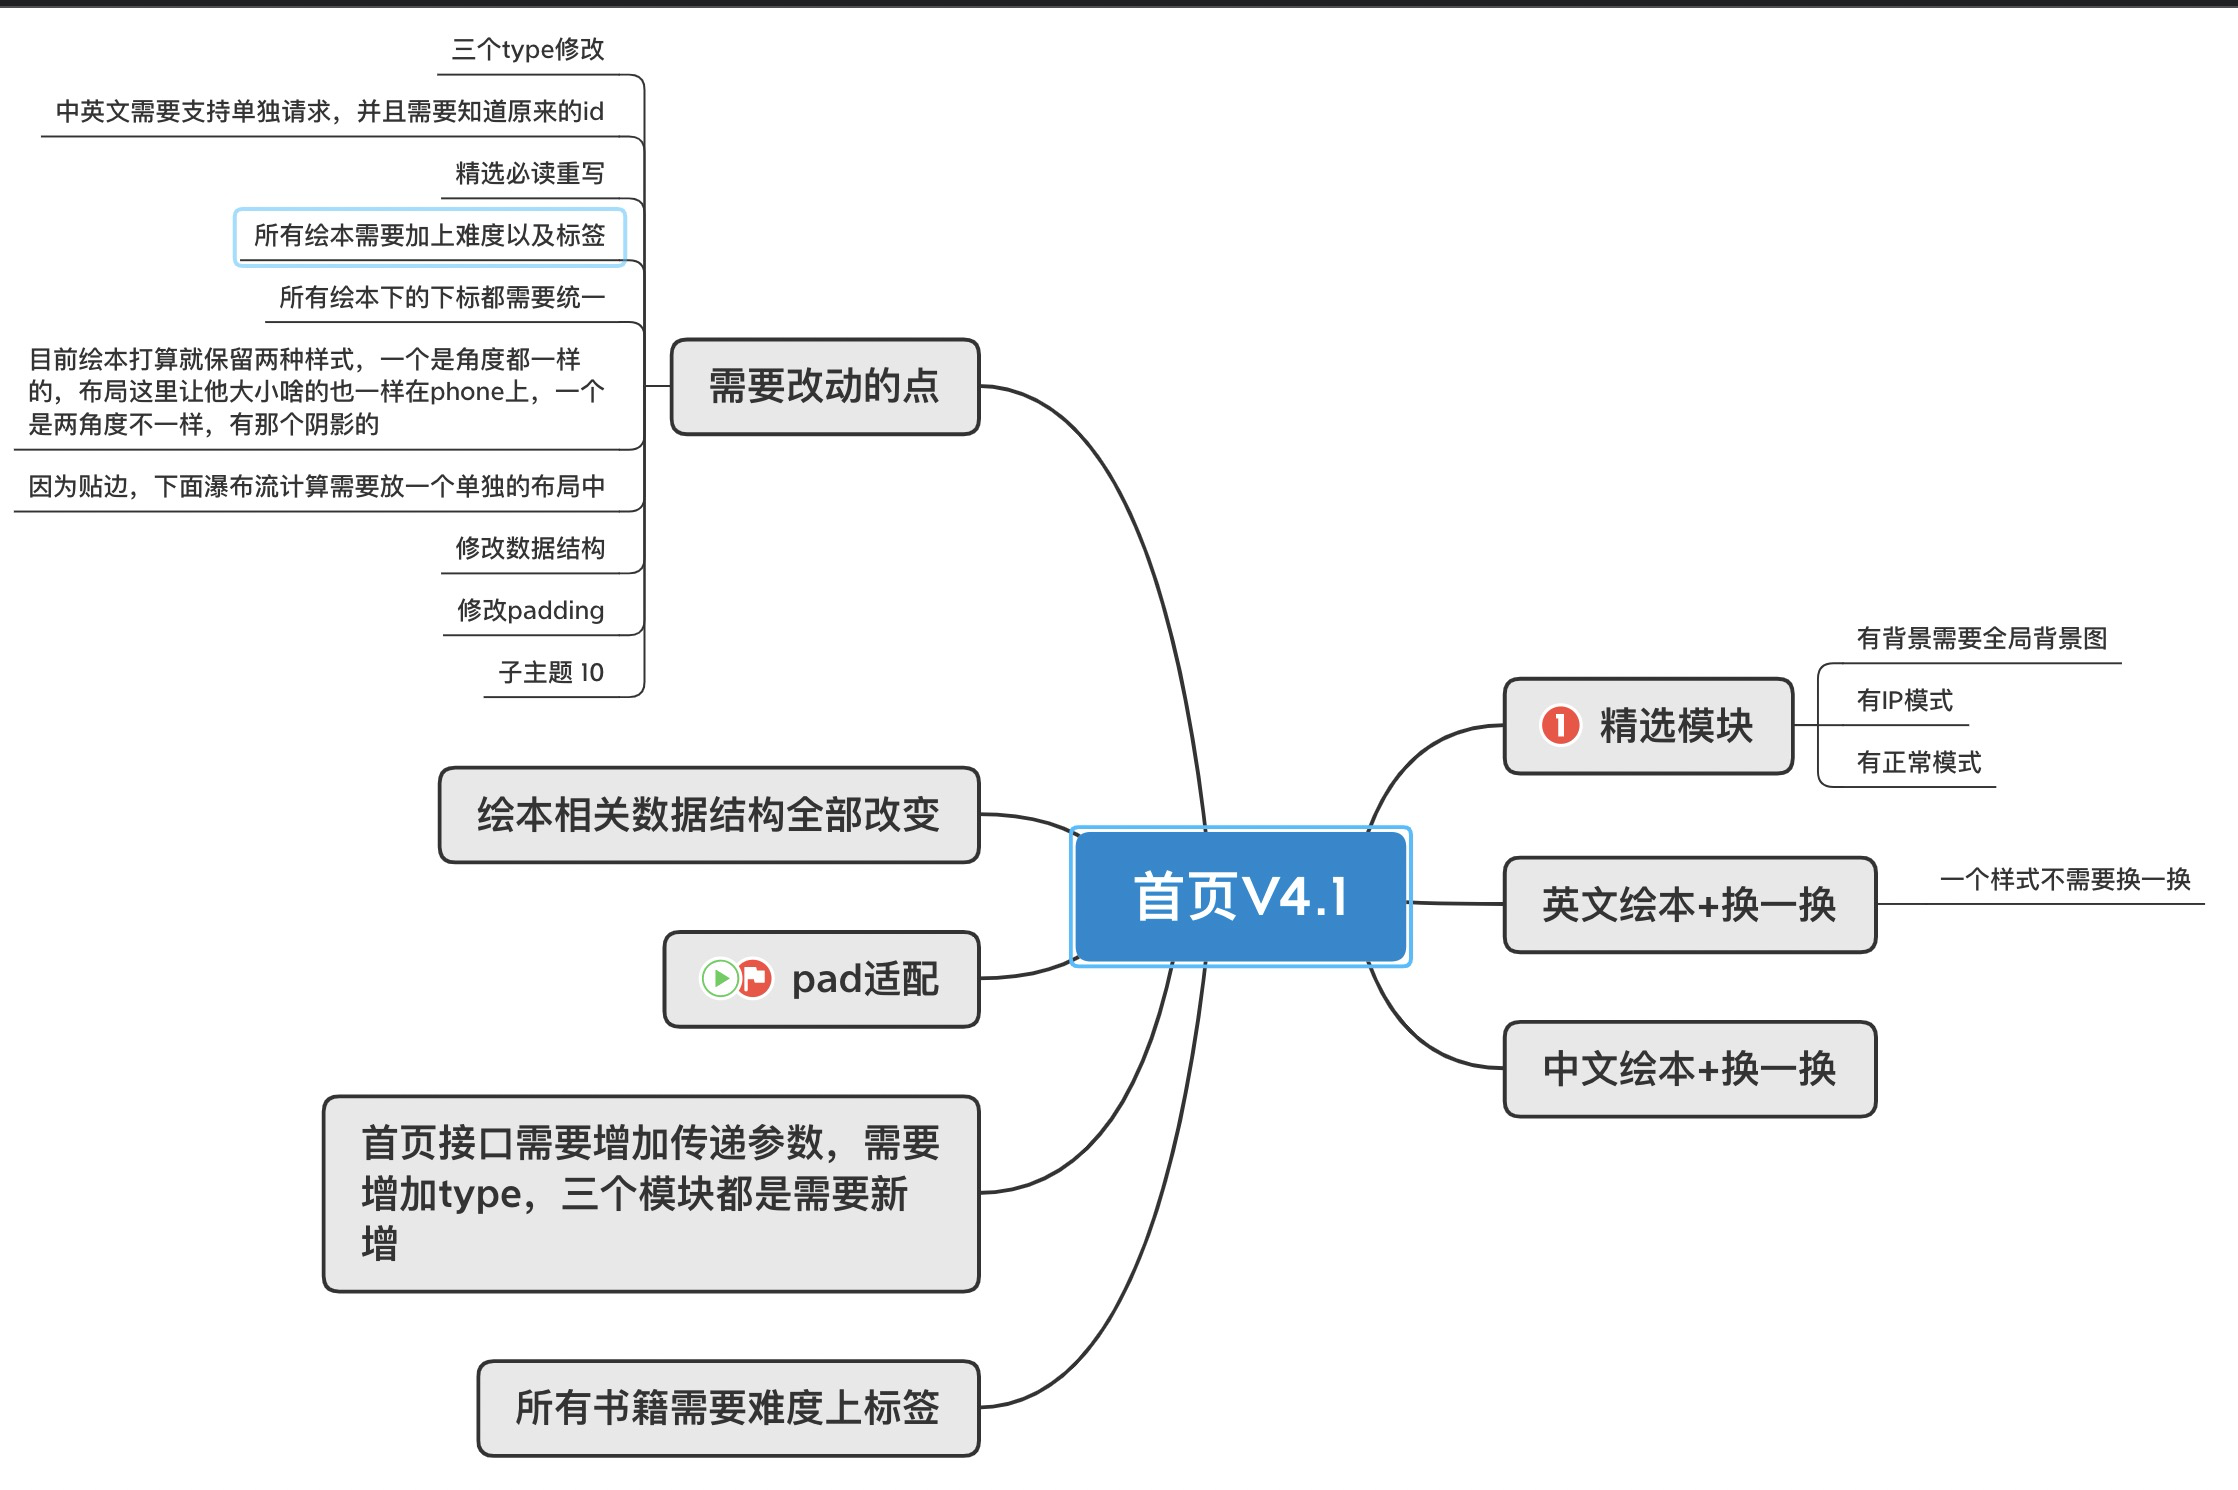 三个type修改
中英文需要支持单独请求，并且需要知道原来的id
精选必读重写
所有绘本需要加上难度以及标签
所有绘本下的下标都需要统一
目前绘本打算就保留两种样式，一个是角度都一样
的，布局这里让他大小啥的也一样在phone上，一个
是两角度不一样，有那个阴影的
因为贴边，下面瀑布流计算需要放一个单独的布局中
修改数据结构
修改padding
子主题 10
需要改动的点
绘本相关数据结构全部改变
pad适配
首页接口需要增加传递参数，需要
增加type，三个模块都是需要新
增
所有书籍需要难度上标签
首页V4.1
1 精选模块
有背景需要全局背景图
有IP模式
有正常模式
英文绘本+换一换
一个样式不需要换一换
中文绘本+换一换